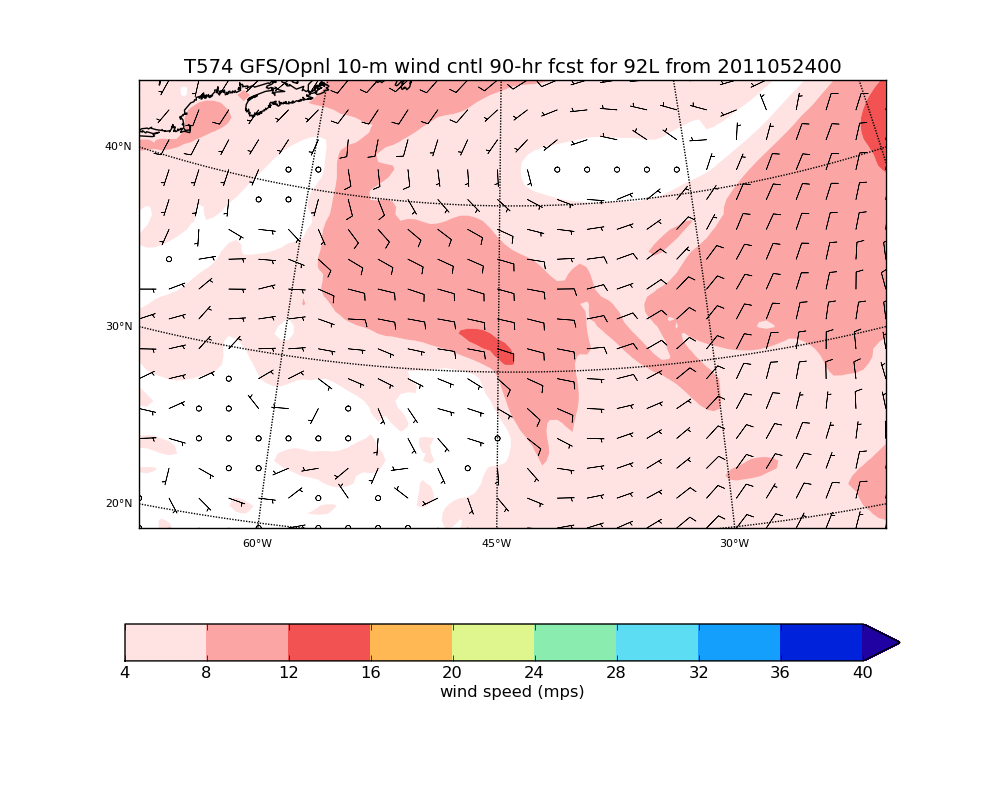 T574 GFS/Opnl 10-m wind cntl 90-hr fcst for 92L from 2011052400
40°N
30°N
20°N
60°W 45°W 30°W
4 8 12 16 20 24 28 32 36 40
wind speed (mps)